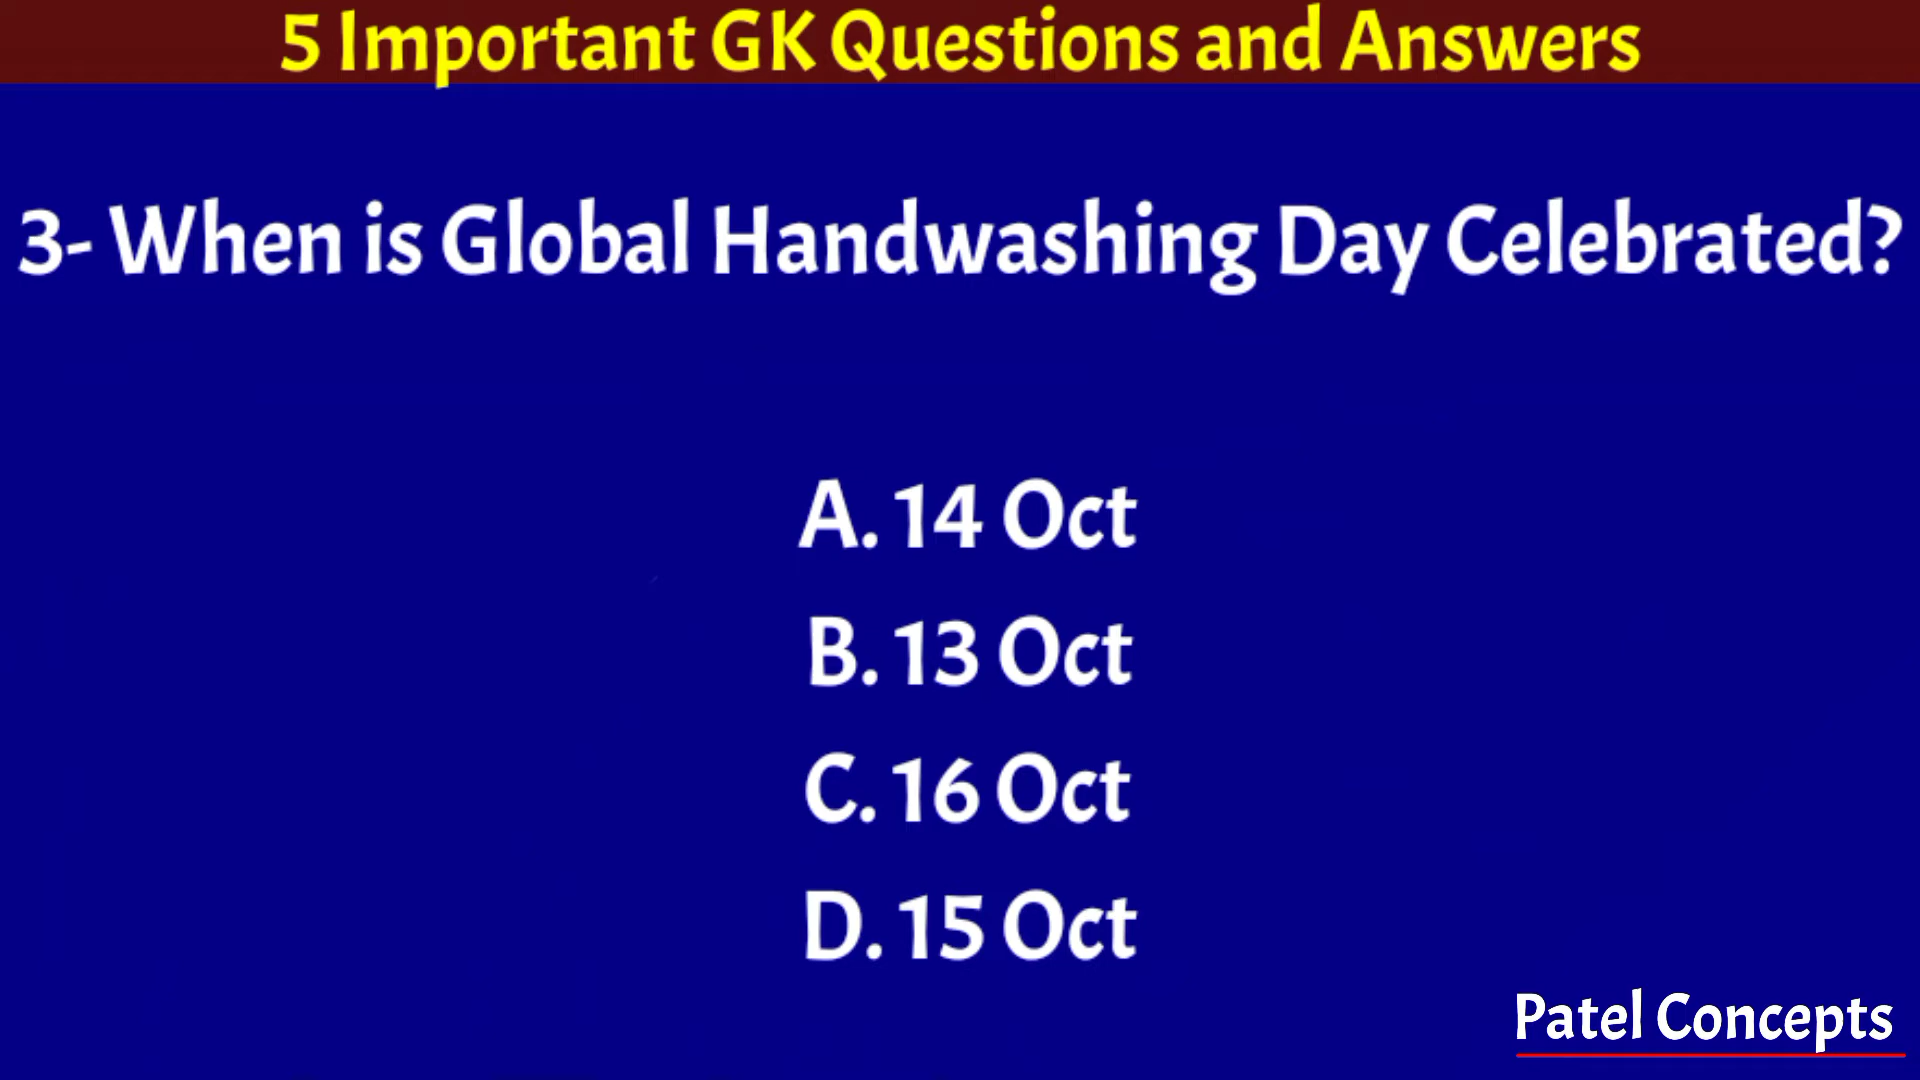 5 Important GK Questions and Answers
3- When is Global Handwashing Day Celebrated?
A. 14 Oct
B. 13 Oct
C. 16 Oct
D. 15 Oct
Patel Concepts